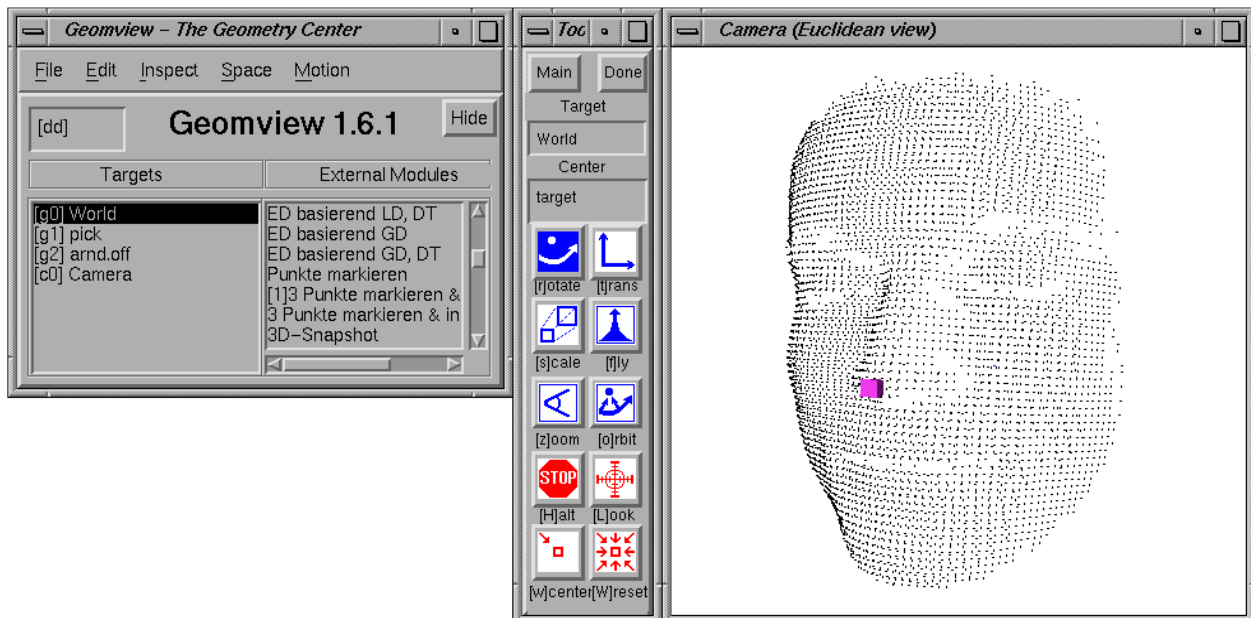 Geomview – The Geometry Center
File Edit Inspect Space Motion
[dd]
Geomview 1.6.1
Hide
Targets
External Modules
[g0] World
[g1] pick
[g2] arnd.off
[c0] Camera
ED basierend LD, DT
ED basierend GD
ED basierend GD, DT
Punkte markieren
[1]3 Punkte markieren &
3 Punkte markieren & in
3D–Snapshot
Too
Main Done
Target
World
Center
target
[r]otate [t]rans
[s]cale [f]ly
[z]oom [o]rbit
STOP
[H]alt [L]ook
[w]center [W]reset
Camera (Euclidean view)